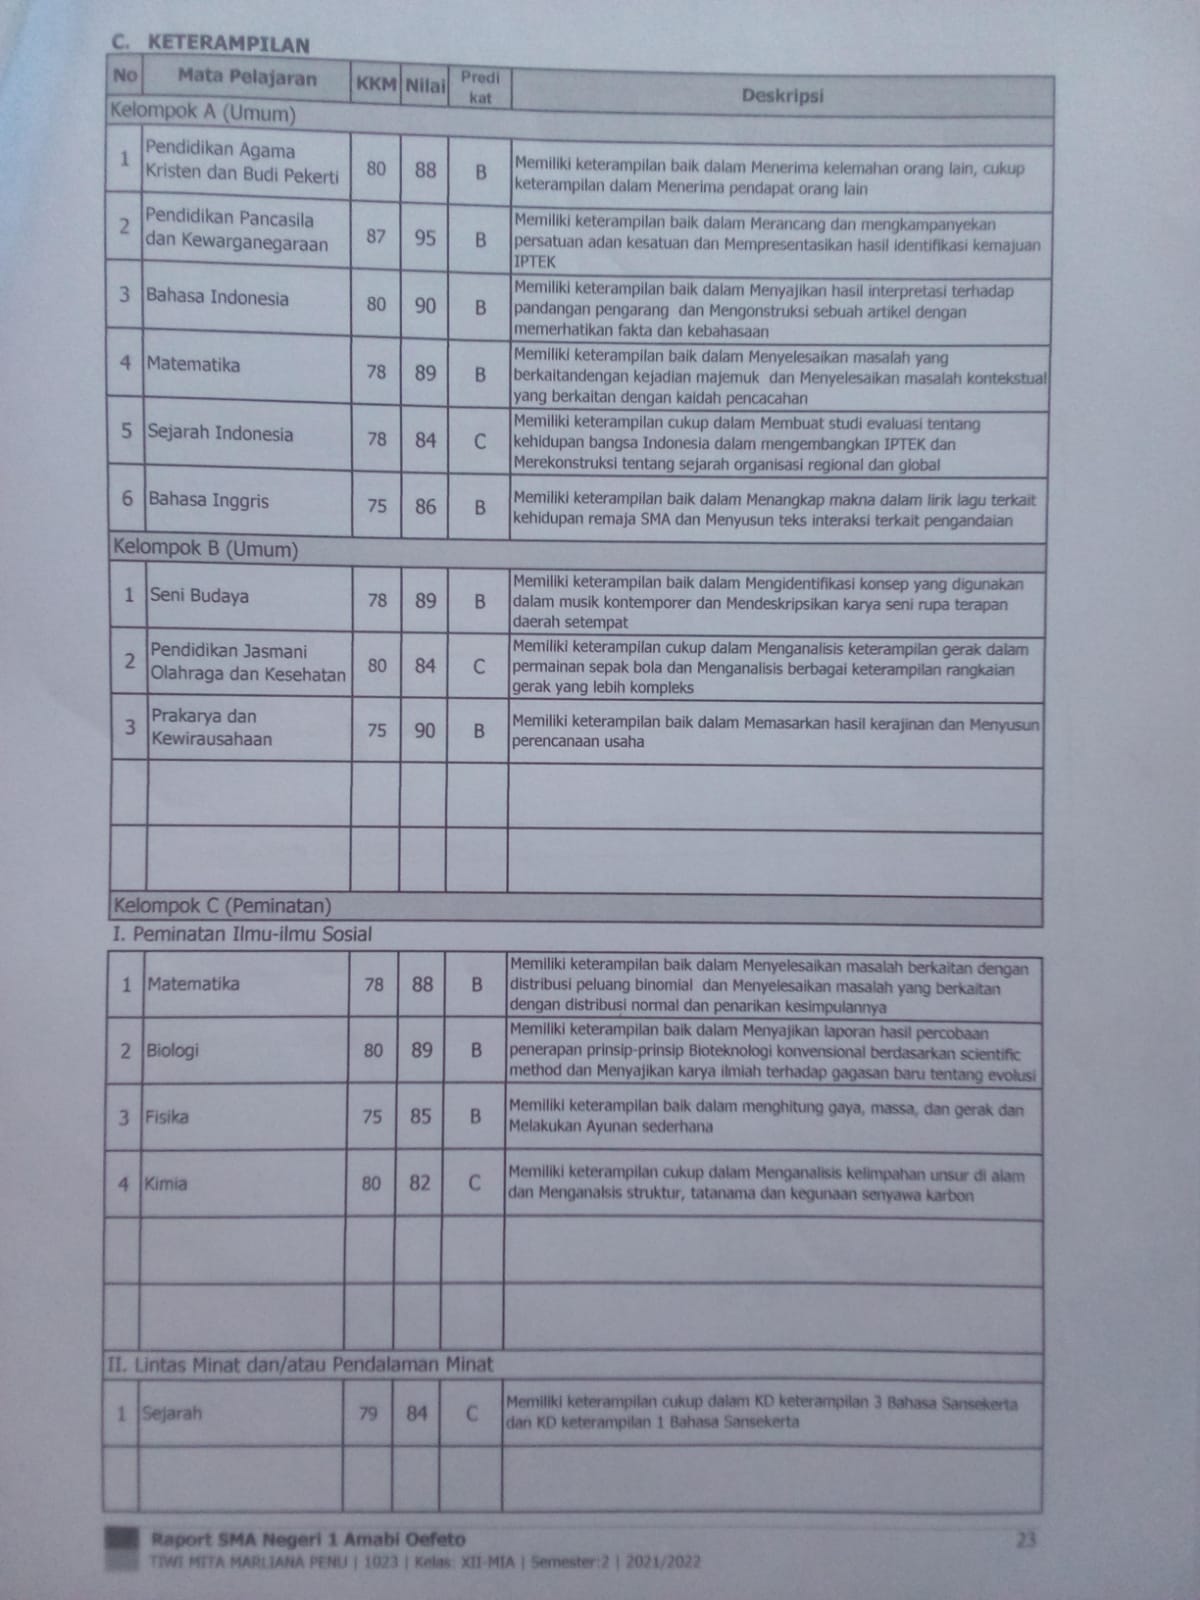 C. KETERAMPILAN
No Mata Pelajaran KKM Nilai Predi
kat Deskripsi
Kelompok A (Umum)
1 Pendidikan Agama
Kristen dan Budi Pekerti 80 88 B Memiliki keterampilan baik dalam Menerima kelemahan orang lain, cukup
keterampilan dalam Menerima pendapat orang lain
2 Pendidikan Pancasila
dan Kewarganegaraan 87 95 B Memiliki keterampilan baik dalam Merancang dan mengkampanyekan
persatuan adan kesatuan dan Mempresentasikan hasil identifikasi kemajuan
IPTEK
3 Bahasa Indonesia 80 90 B Memiliki keterampilan baik dalam Menyajikan hasil interpretasi terhadap
pandangan pengarang dan Mengonstruksi sebuah artikel dengan
memerhatikan fakta dan kebahasaan
4 Matematika 78 89 B Memiliki keterampilan baik dalam Menyelesaikan masalah yang
berkaitandengan kejadian majemuk dan Menyelesaikan masalah kontekstual
yang berkaitan dengan kaidah pencacahan
5 Sejarah Indonesia 78 84 C Memiliki keterampilan cukup dalam Membuat studi evaluasi tentang
kehidupan bangsa Indonesia dalam mengembangkan IPTEK dan
Merekonstruksi tentang sejarah organisasi regional dan global
6 Bahasa Inggris 75 86 B Memiliki keterampilan baik dalam Menangkap makna dalam lirik lagu terkait
kehidupan remaja SMA dan Menyusun teks interaksi terkait pengandaian
Kelompok B (Umum)
1 Seni Budaya 78 89 B Memiliki keterampilan baik dalam Mengidentifikasi konsep yang digunakan
dalam musik kontemporer dan Mendeskripsikan karya seni rupa terapan
daerah setempat
2 Pendidikan Jasmani
Olahraga dan Kesehatan 80 84 C Memiliki keterampilan cukup dalam Menganalisis keterampilan gerak dalam
permainan sepak bola dan Menganalisis berbagai keterampilan rangkaian
gerak yang lebih kompleks
3 Prakarya dan
Kewirausahaan 75 90 B Memiliki keterampilan baik dalam Memasarkan hasil kerajinan dan Menyusun
perencanaan usaha
Kelompok C (Peminatan)
I. Peminatan Ilmu-ilmu Sosial
1 Matematika 78 88 B Memiliki keterampilan baik dalam Menyelesaikan masalah berkaitan dengan
distribusi peluang binomial dan Menyelesaikan masalah yang berkaitan
dengan distribusi normal dan penarikan kesimpulannya
2 Biologi 80 89 B Memiliki keterampilan baik dalam Menyajikan laporan hasil percobaan
penerapan prinsip-prinsip Bioteknologi konvensional berdasarkan scientific
method dan Menyajikan karya ilmiah terhadap gagasan baru tentang evolusi
3 Fisika 75 85 B Memiliki keterampilan baik dalam menghitung gaya, massa, dan gerak dan
Melakukan Ayunan sederhana
4 Kimia 80 82 C Memiliki keterampilan cukup dalam Menganalisis kelimpahan unsur di alam
dan Menganalsis struktur, tatanama dan kegunaan senyawa karbon
II. Lintas Minat dan/atau Pendalaman Minat
1 Sejarah 79 84 C Memiliki keterampilan cukup dalam KD keterampilan 3 Bahasa Sansekerta
dan KD keterampilan 1 Bahasa Sansekerta
Raport SMA Negeri 1 Amabi Oefeto 23
TIWI MITA MARLIANA PENU | 1023 | Kelas: XII-MIA | Semester:2 | 2021/2022